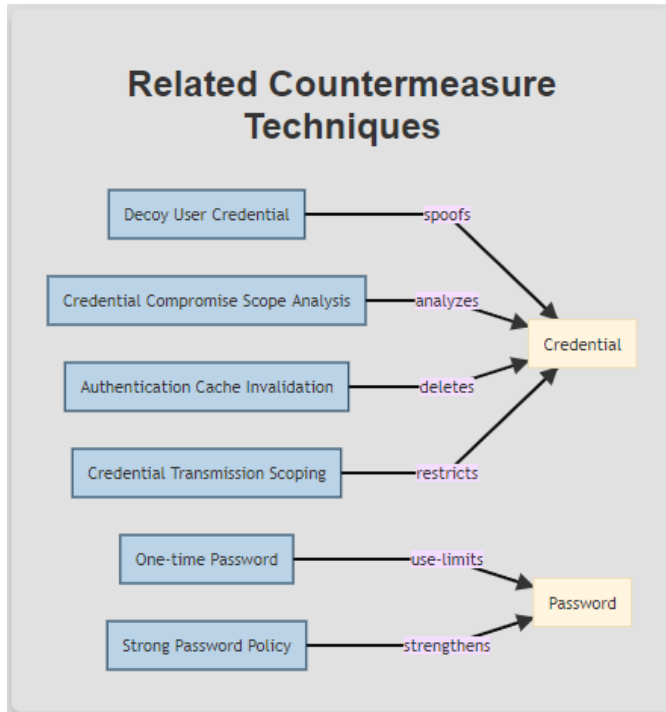 Related Countermeasure
Techniques
Decoy User Credential
spoofs
Credential Compromise Scope Analysis
analyzes
Credential
Authentication Cache Invalidation
deletes
Credential Transmission Scoping
restricts
One-time Password
use-limits
Password
Strong Password Policy
strengthens